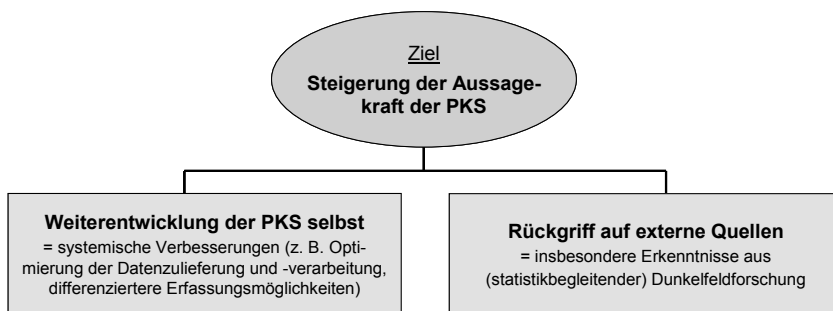 Ziel
Steigerung der Aussage-
kraft der PKS
Weiterentwicklung der PKS selbst
= systemische Verbesserungen (z. B. Opti-
mierung der Datenzulieferung und -verarbeitung,
differenziertere Erfassungsmöglichkeiten)
Rückgriff auf externe Quellen
= insbesondere Erkenntnisse aus
(statistikbegleitender) Dunkelfeldforschung